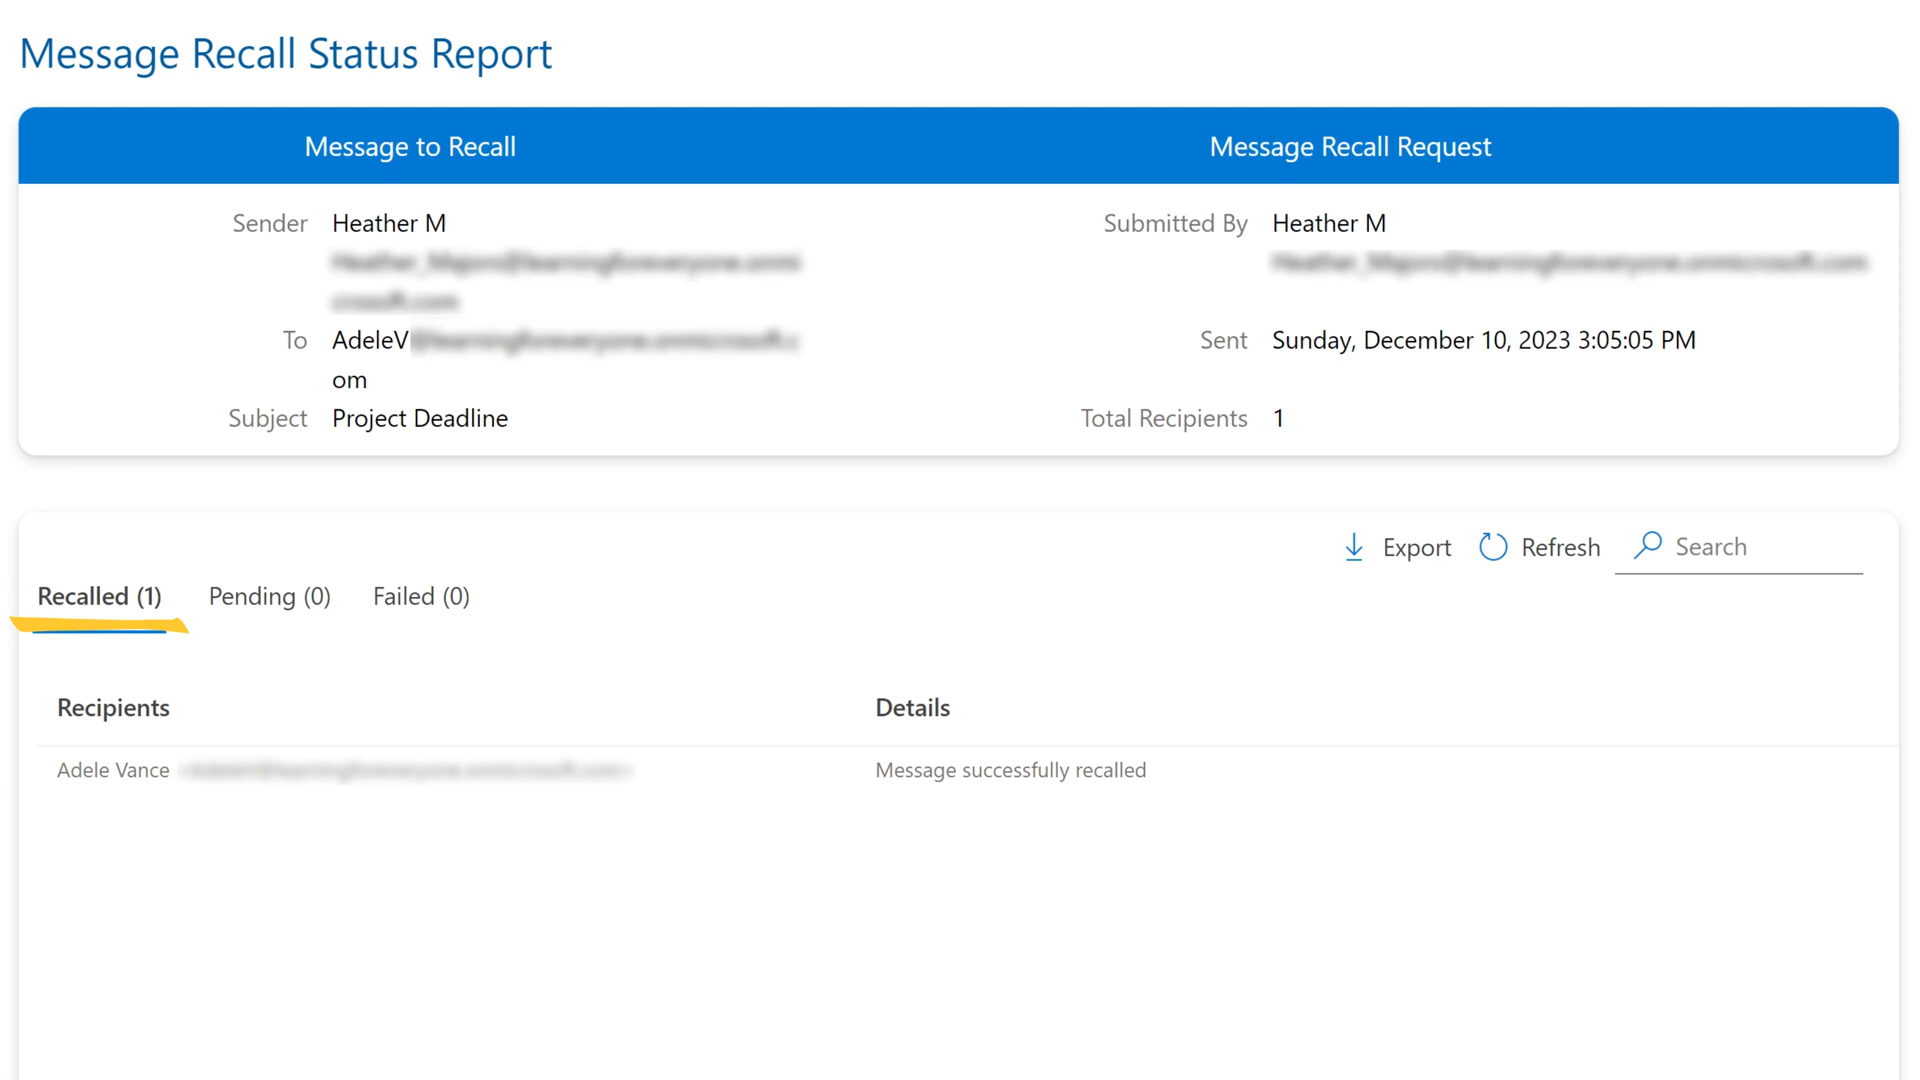 Message Recall Status Report
Message to Recall
Sender Heather M
To AdeleV
om
Subject Project Deadline
Message Recall Request
Submitted By Heather M
Sent Sunday, December 10, 2023 3:05:05 PM
Total Recipients 1
Export Refresh Search
Recalled (1) Pending (0) Failed (0)
Recipients Details
Adele Vance Message successfully recalled